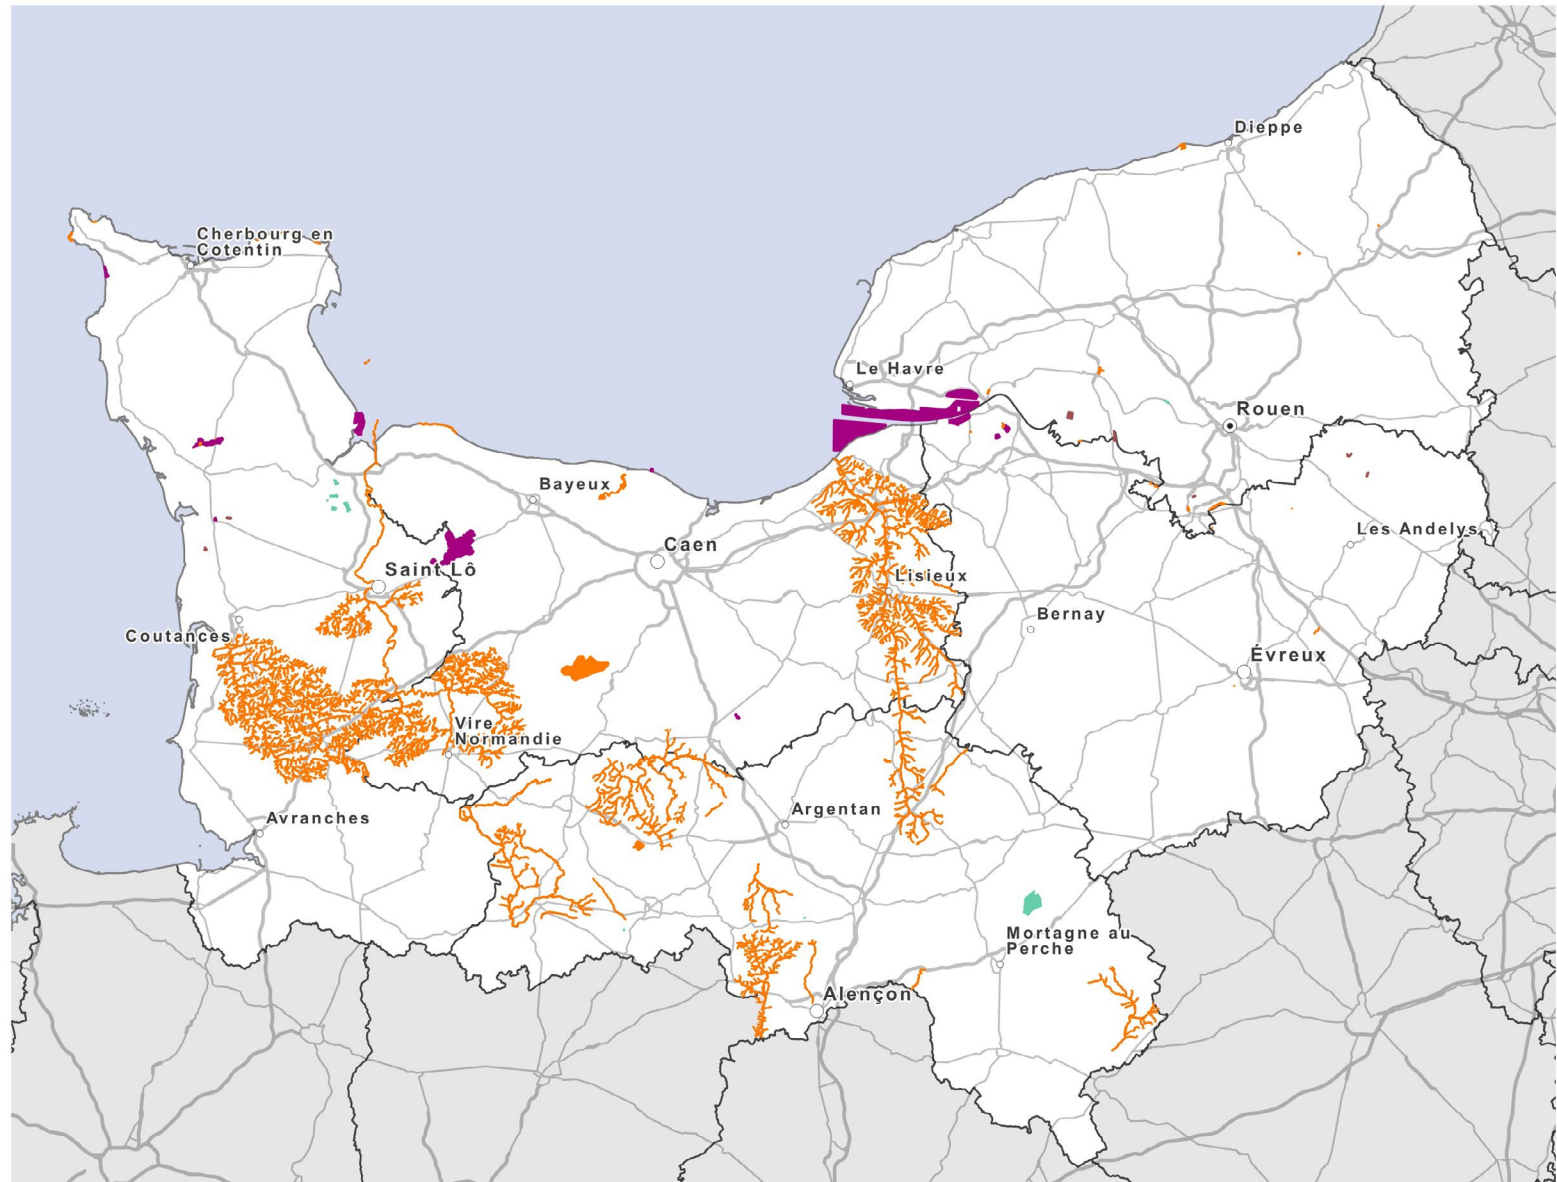 Dieppe
Cherbourg en
Cotentin
Le Havre
Rouen
Bayeux
Les Andelys
Caen
Saint Lô
Lisieux
Bernay
Coutances
Évreux
Vire
Normandie
Argentan
Avranches
Mortagne au
Perche
Alençon